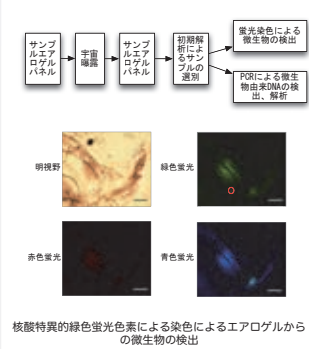 サンプ
ルエア
ロゲル
パネル
宇宙
曝露
サンプ
ルエア
ロゲル
パネル
初期解
析によ
るサン
プルの
選別
蛍光染色による微
生物の検出
PCRによる微生
物由来DNAの検
出、解析
明視野
緑色蛍光
赤色蛍光
青色蛍光
核酸特異的緑色蛍光色素による染色によるエアロゲルから
の微生物の検出